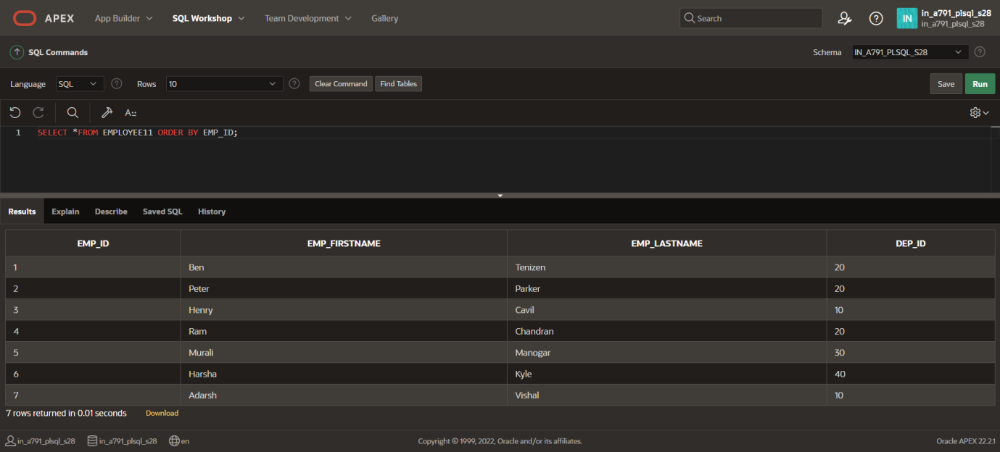 APEX App Builder SQL Workshop Team Development Gallery Search IN in_a791_plsql_s28
in_a791_plsql_s28
SQL Commands Schema IN_A791_PLSQL_S28
Language SQL Rows 10 Clear Command Find Tables Save Run
A::
1 SELECT *FROM EMPLOYEE11 ORDER BY EMP_ID;
Results Explain Describe Saved SQL History
EMP_ID EMP_FIRSTNAME EMP_LASTNAME DEP_ID
1 Ben Tenizen 20
2 Peter Parker 20
3 Henry Cavil 10
4 Ram Chandran 20
5 Murali Manogar 30
6 Harsha Kyle 40
7 Adarsh Vishal 10
7 rows returned in 0.01 seconds Download
in_a791_plsql_s28 in_a791_plsql_s28 en Copyright © 1999, 2022, Oracle and/or its affiliates. Oracle APEX 22.2.1